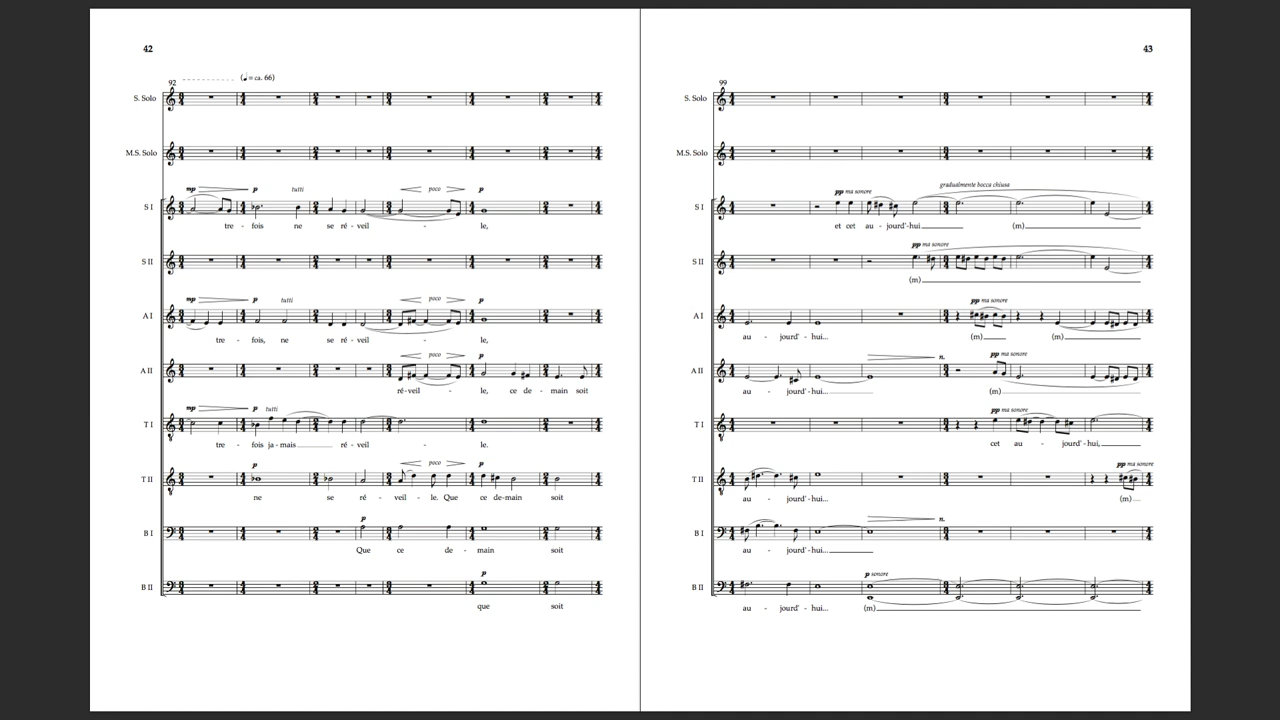 42
92 (♩= ca. 66)
S. Solo
M.S. Solo
mp p tutti poco p
S I
tre - fois ne se ré - veil - le,
S II
mp p tutti poco p
A I
tre - fois, ne se ré - veil - le,
poco p
A II
ré-veil - le, ce de - main soit
mp p tutti
T I
tre - fois ja - mais ré - veil - le.
p poco p
T II
ne se ré - veil - le. Que ce de-main soit
p
B I
Que ce de - main soit
p
B II
que soit
43
99
S. Solo
M.S. Solo
gradualmente bocca chiusa
pp ma sonore
S I
et cet au - jourd'-hui (m)
pp ma sonore
S II
(m)
pp ma sonore
A I
au - jourd' - hui... (m) (m)
n. pp ma sonore
A II
au - jourd' - hui... (m)
pp ma sonore
T I
cet au - jourd'-hui,
pp ma sonore
T II
au - jourd' - hui... (m)
n.
B I
au - jourd' - hui...
p sonore
B II
au - jourd' - hui... (m)